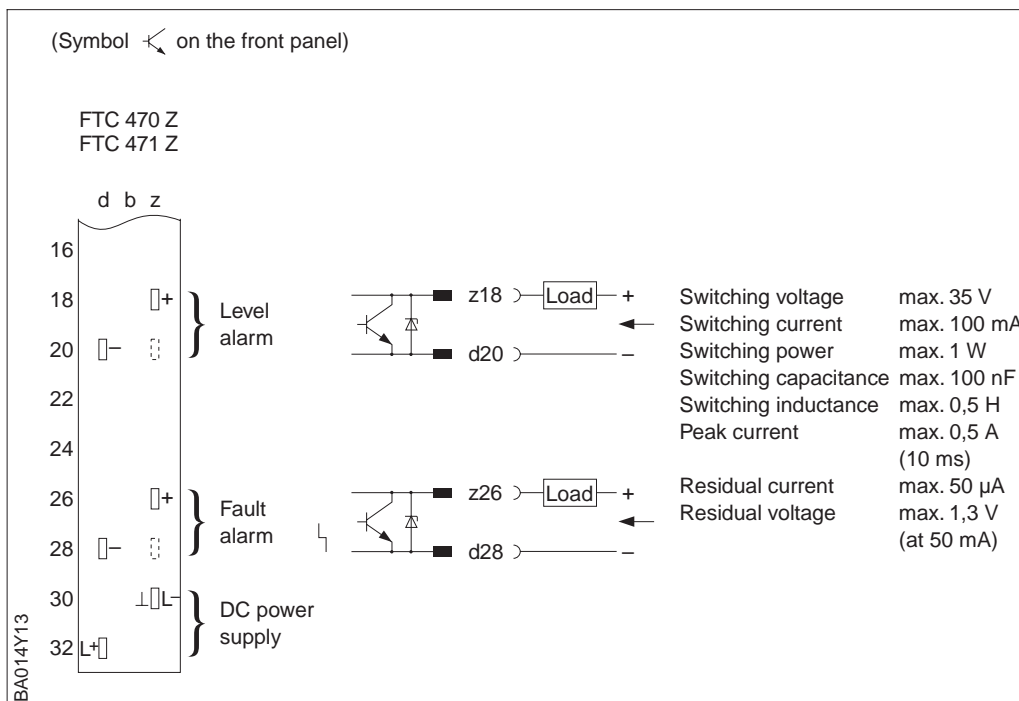 (Symbol on the front panel)
FTC 470 Z
FTC 471 Z
d b z
16
18 +
20 –
22
24
26 +
28 –
30 ⊥ L–
32 L+
Level
alarm
Fault
alarm
DC power
supply
z18 Load +
d20 –
z26 Load +
d28 –
Switching voltage max. 35 V
Switching current max. 100 mA
Switching power max. 1 W
Switching capacitance max. 100 nF
Switching inductance max. 0,5 H
Peak current max. 0,5 A
(10 ms)
Residual current max. 50 µA
Residual voltage max. 1,3 V
(at 50 mA)
BA014Y13